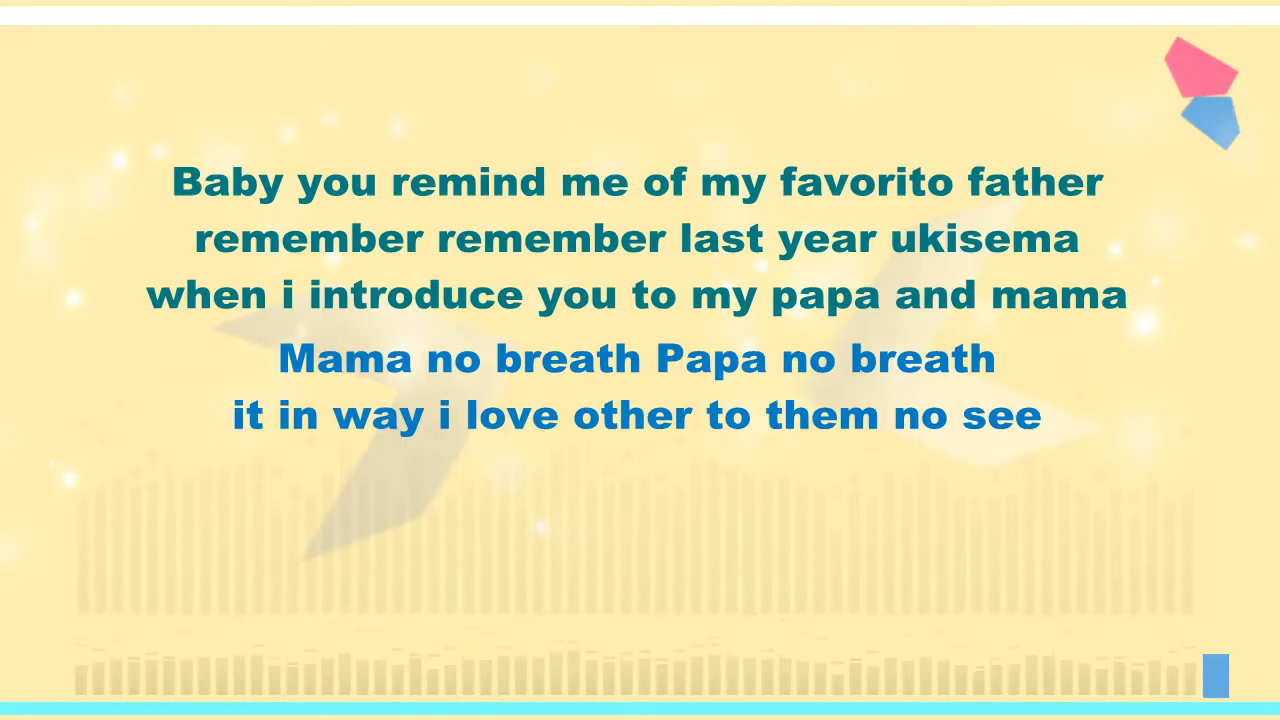 Baby you remind me of my favorito father
remember remember last year ukisema
when i introduce you to my papa and mama
Mama no breath Papa no breath
it in way i love other to them no see